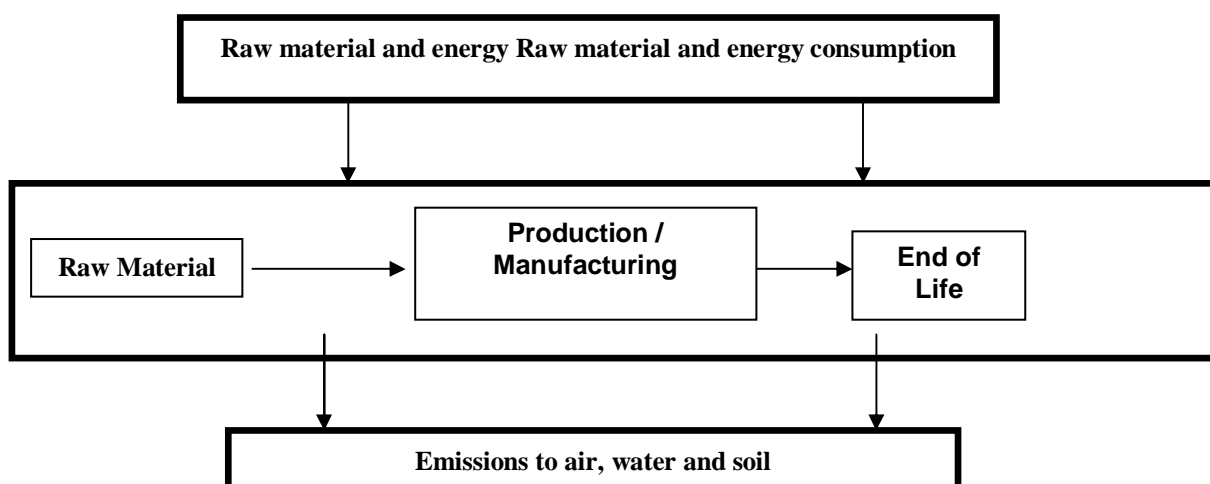 Raw material and energy Raw material and energy consumption
Raw Material
Production /
Manufacturing
End of
Life
Emissions to air, water and soil